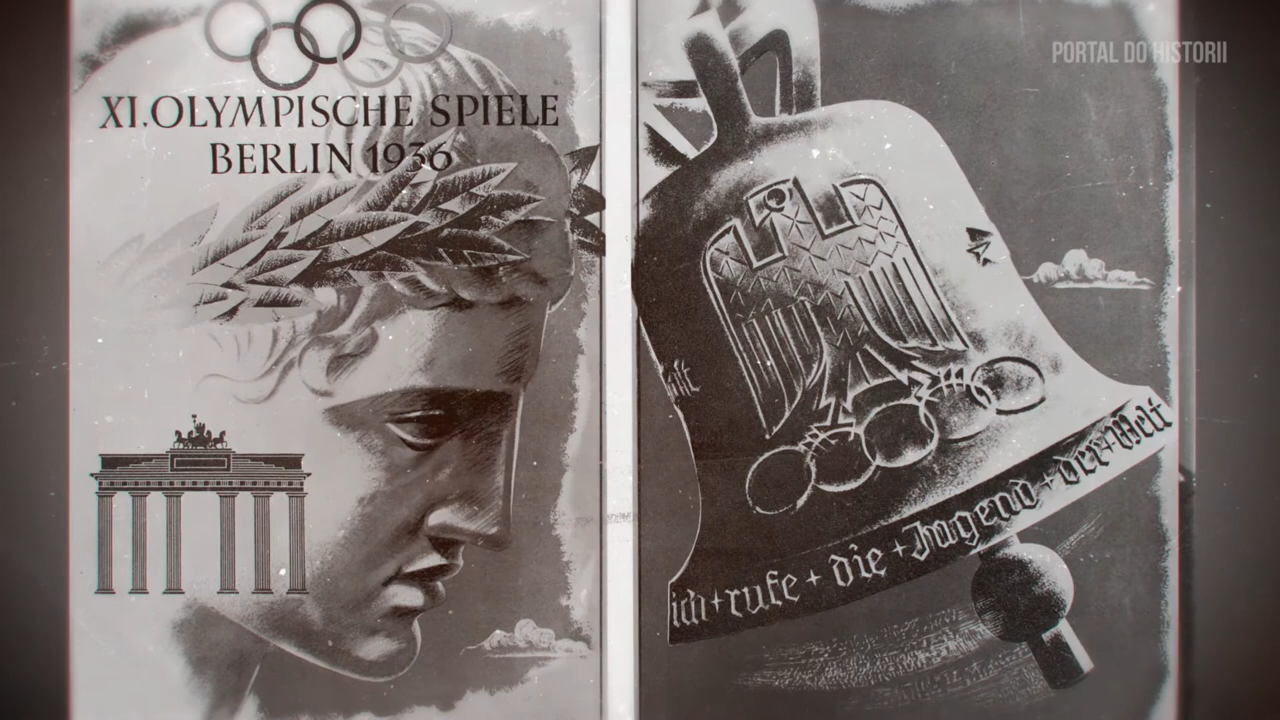 XI.OLYMPISCHE SPIELE
BERLIN 1936
PORTAL DO HISTORII
ich+rufe+die+Jugend+der+Welt